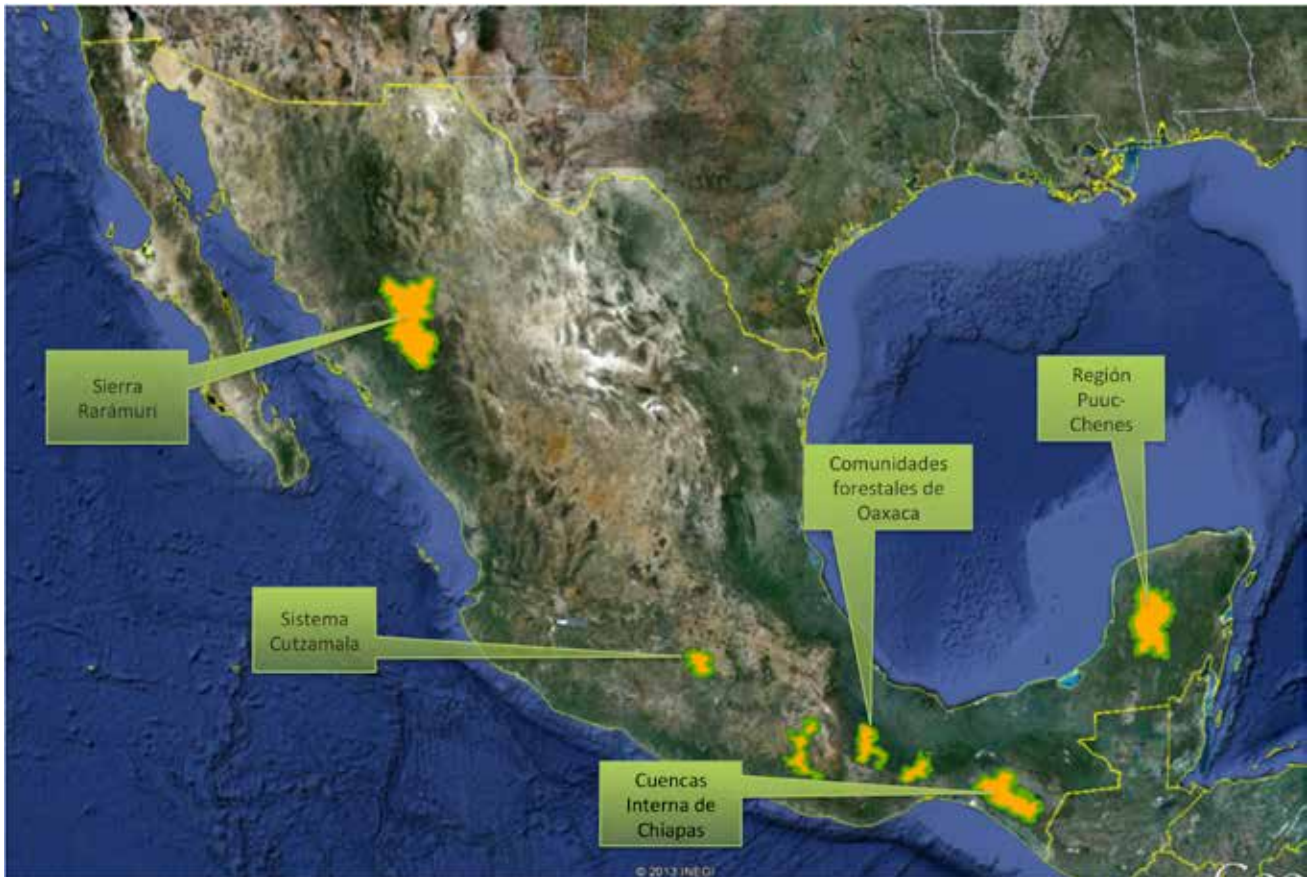 Sierra
Rarámuri
Región
Puuc-
Chenes
Comunidades
forestales de
Oaxaca
Sistema
Cutzamala
Cuencas
Interna de
Chiapas
© 2013 INEGI